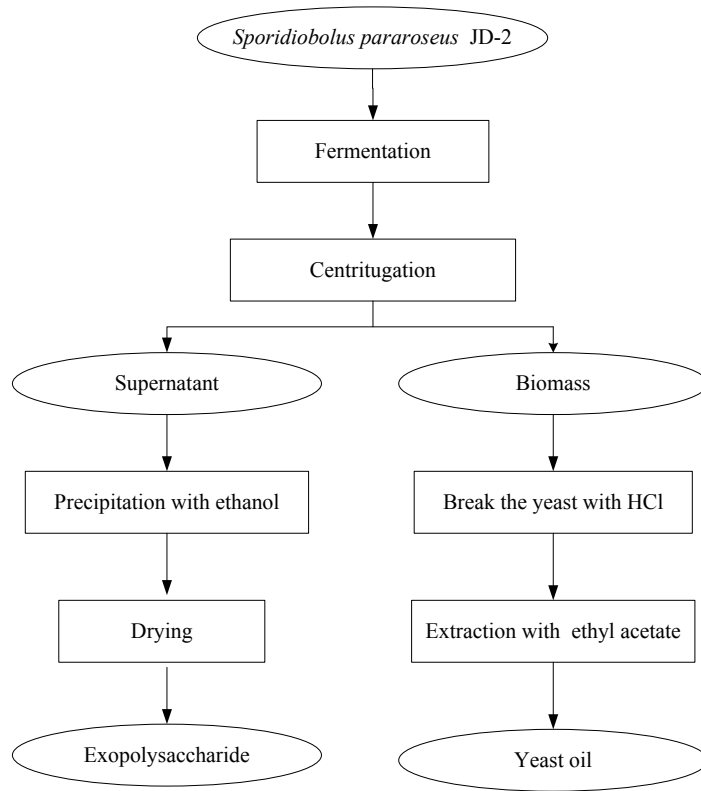 Sporidiobolus pararoseus JD-2
Fermentation
Centritugation
Supernatant
Biomass
Precipitation with ethanol
Break the yeast with HCl
Drying
Extraction with ethyl acetate
Exopolysaccharide
Yeast oil